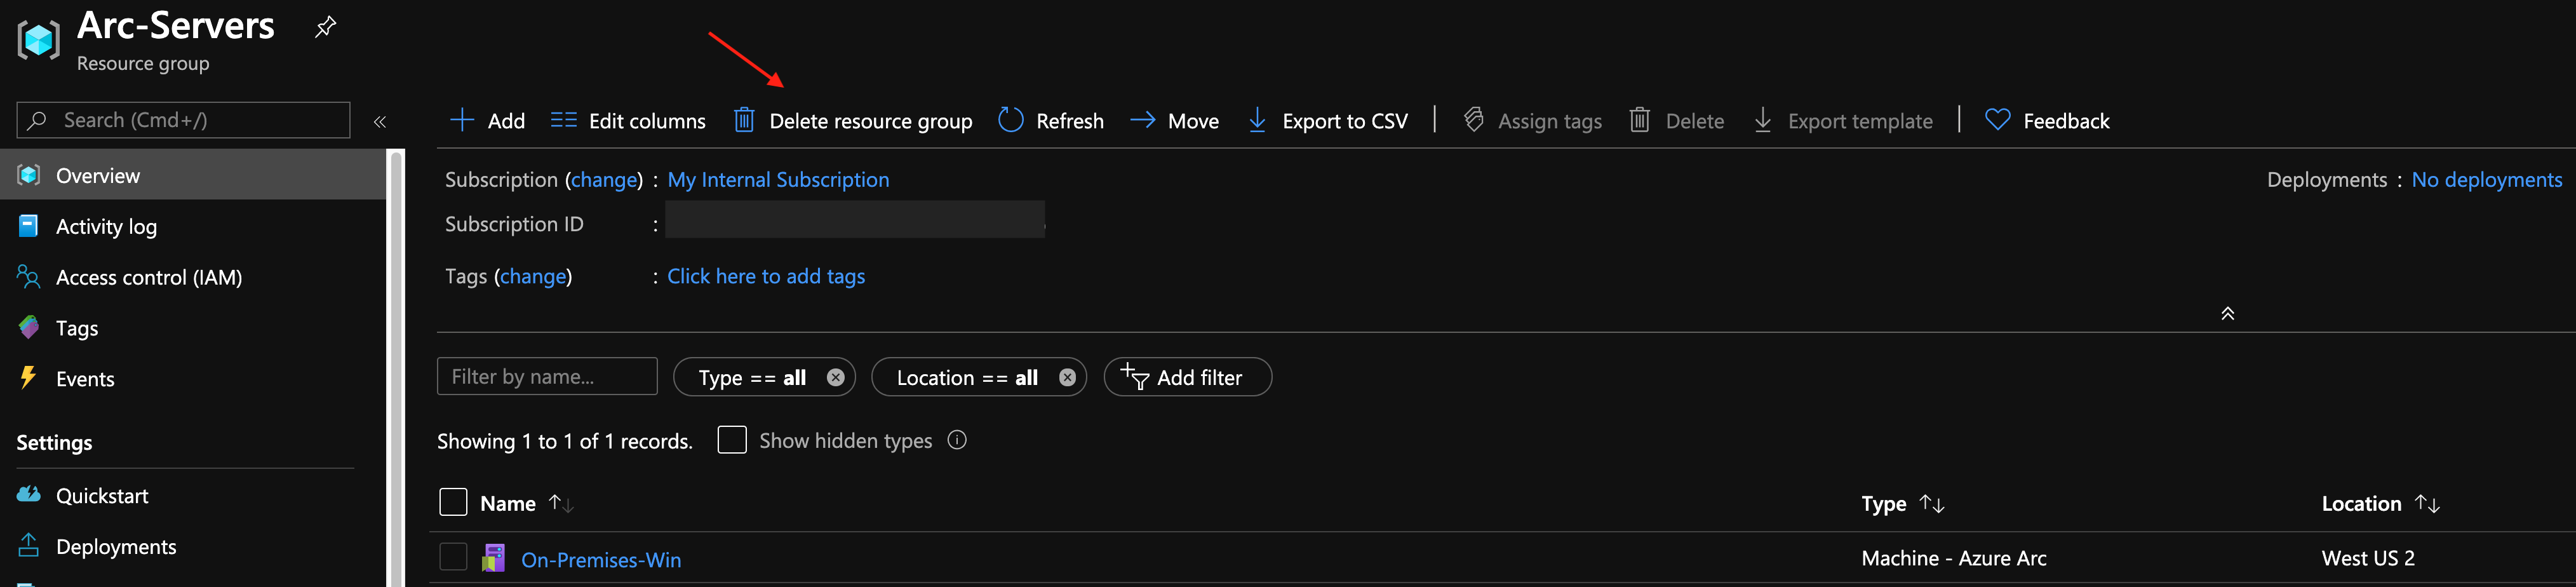 Arc-Servers
Resource group
Search (Cmd+/)
«
Add
Edit columns
Delete resource group
Refresh
Move
Export to CSV
Assign tags
Delete
Export template
Feedback
Overview
Activity log
Access control (IAM)
Tags
Events
Settings
Quickstart
Deployments
Subscription (change) : My Internal Subscription
Deployments : No deployments
Subscription ID :
Tags (change) : Click here to add tags
Filter by name...
Type == all
Location == all
Add filter
Showing 1 to 1 of 1 records.
Show hidden types
Name ↑↓
Type ↑↓
Location ↑↓
On-Premises-Win
Machine - Azure Arc
West US 2